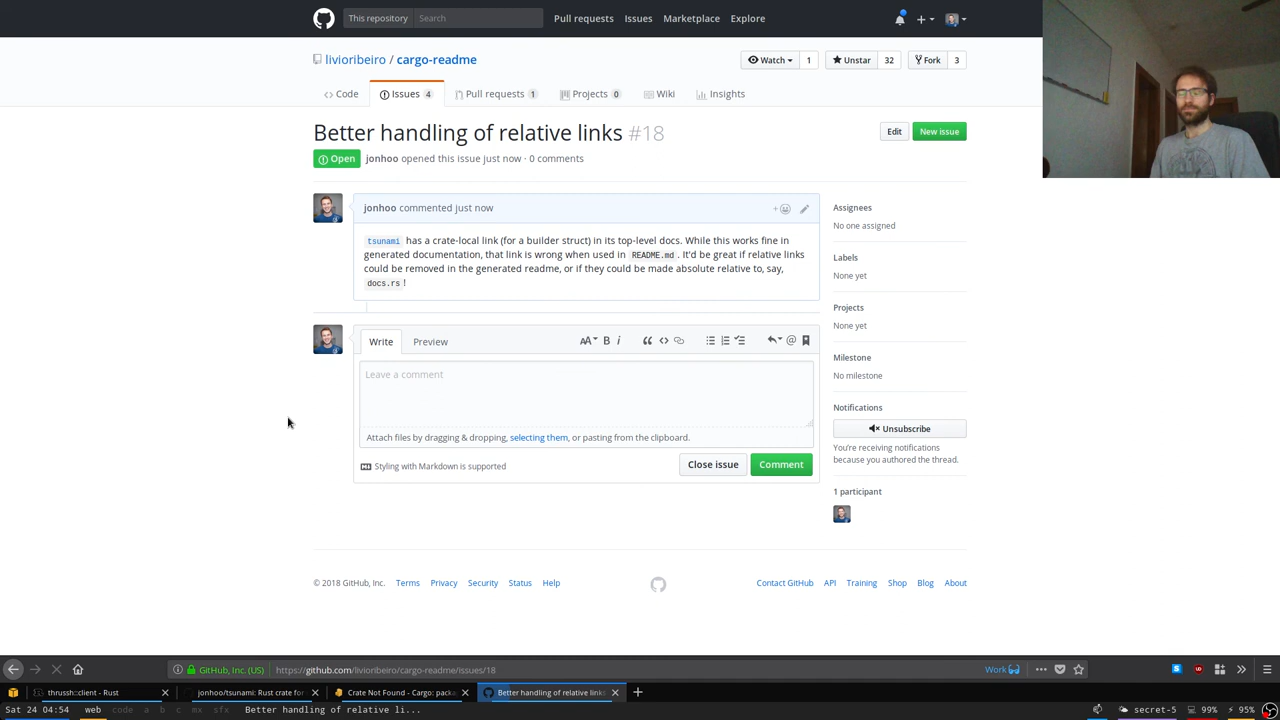 This repository Search Pull requests Issues Marketplace Explore
livioribeiro / cargo-readme Watch 1 Unstar 32 Fork 3
Code Issues 4 Pull requests 1 Projects 0 Wiki Insights
Better handling of relative links #18 Edit New issue
Open jonhoo opened this issue just now · 0 comments
jonhoo commented just now
tsunami has a crate-local link (for a builder struct) in its top-level docs. While this works fine in
generated documentation, that link is wrong when used in README.md. It'd be great if relative links
could be removed in the generated readme, or if they could be made absolute relative to, say,
docs.rs!
Assignees
No one assigned
Labels
None yet
Projects
None yet
Milestone
No milestone
Notifications
Unsubscribe
You're receiving notifications
because you authored the thread.
1 participant
Write Preview AA B i
Leave a comment
Attach files by dragging & dropping, selecting them, or pasting from the clipboard.
Styling with Markdown is supported Close issue Comment
© 2018 GitHub, Inc. Terms Privacy Security Status Help Contact GitHub API Training Shop Blog About
GitHub, Inc. (US) https://github.com/livioribeiro/cargo-readme/issues/18 Work
thrussh::client - Rust jonhoo/tsunami: Rust crate for Crate Not Found - Cargo: pack Better handling of relative links
Sat 24 04:54 web code a b c mx sfx Better handling of relative li... secret-5 99% 95%